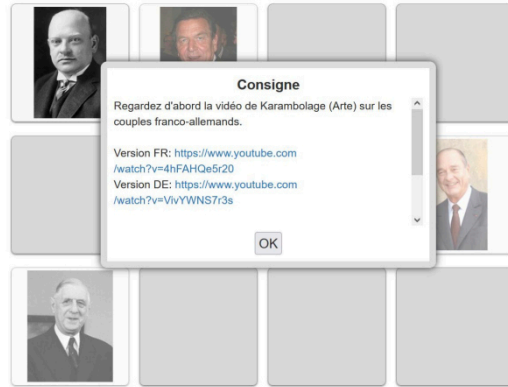 Consigne
Regardez d'abord la vidéo de Karambolage (Arte) sur les
couples franco-allemands.
Version FR: https://www.youtube.com
/watch?v=4hFAHQe5r20
Version DE: https://www.youtube.com
/watch?v=VivYWNS7r3s
OK